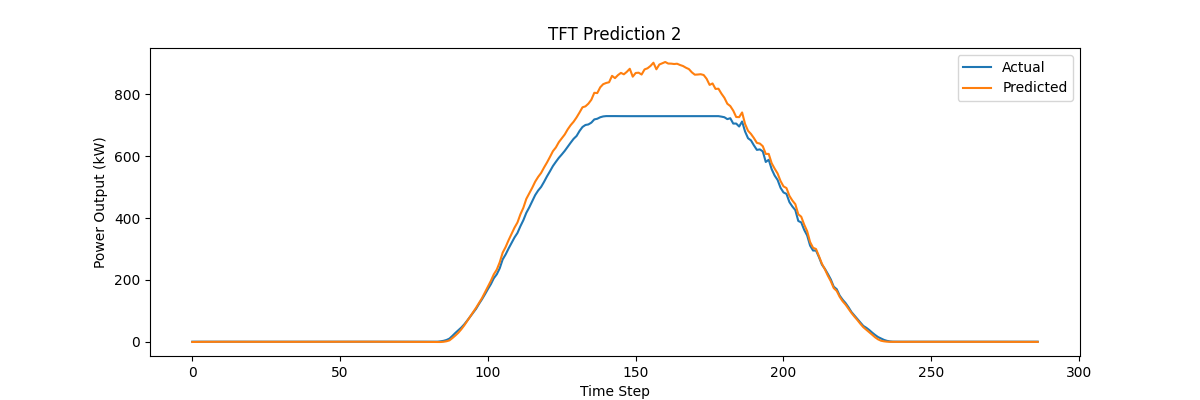 TFT Prediction 2
Actual
Predicted
Power Output (kW)
800
600
400
200
0
0 50 100 150 200 250 300
Time Step